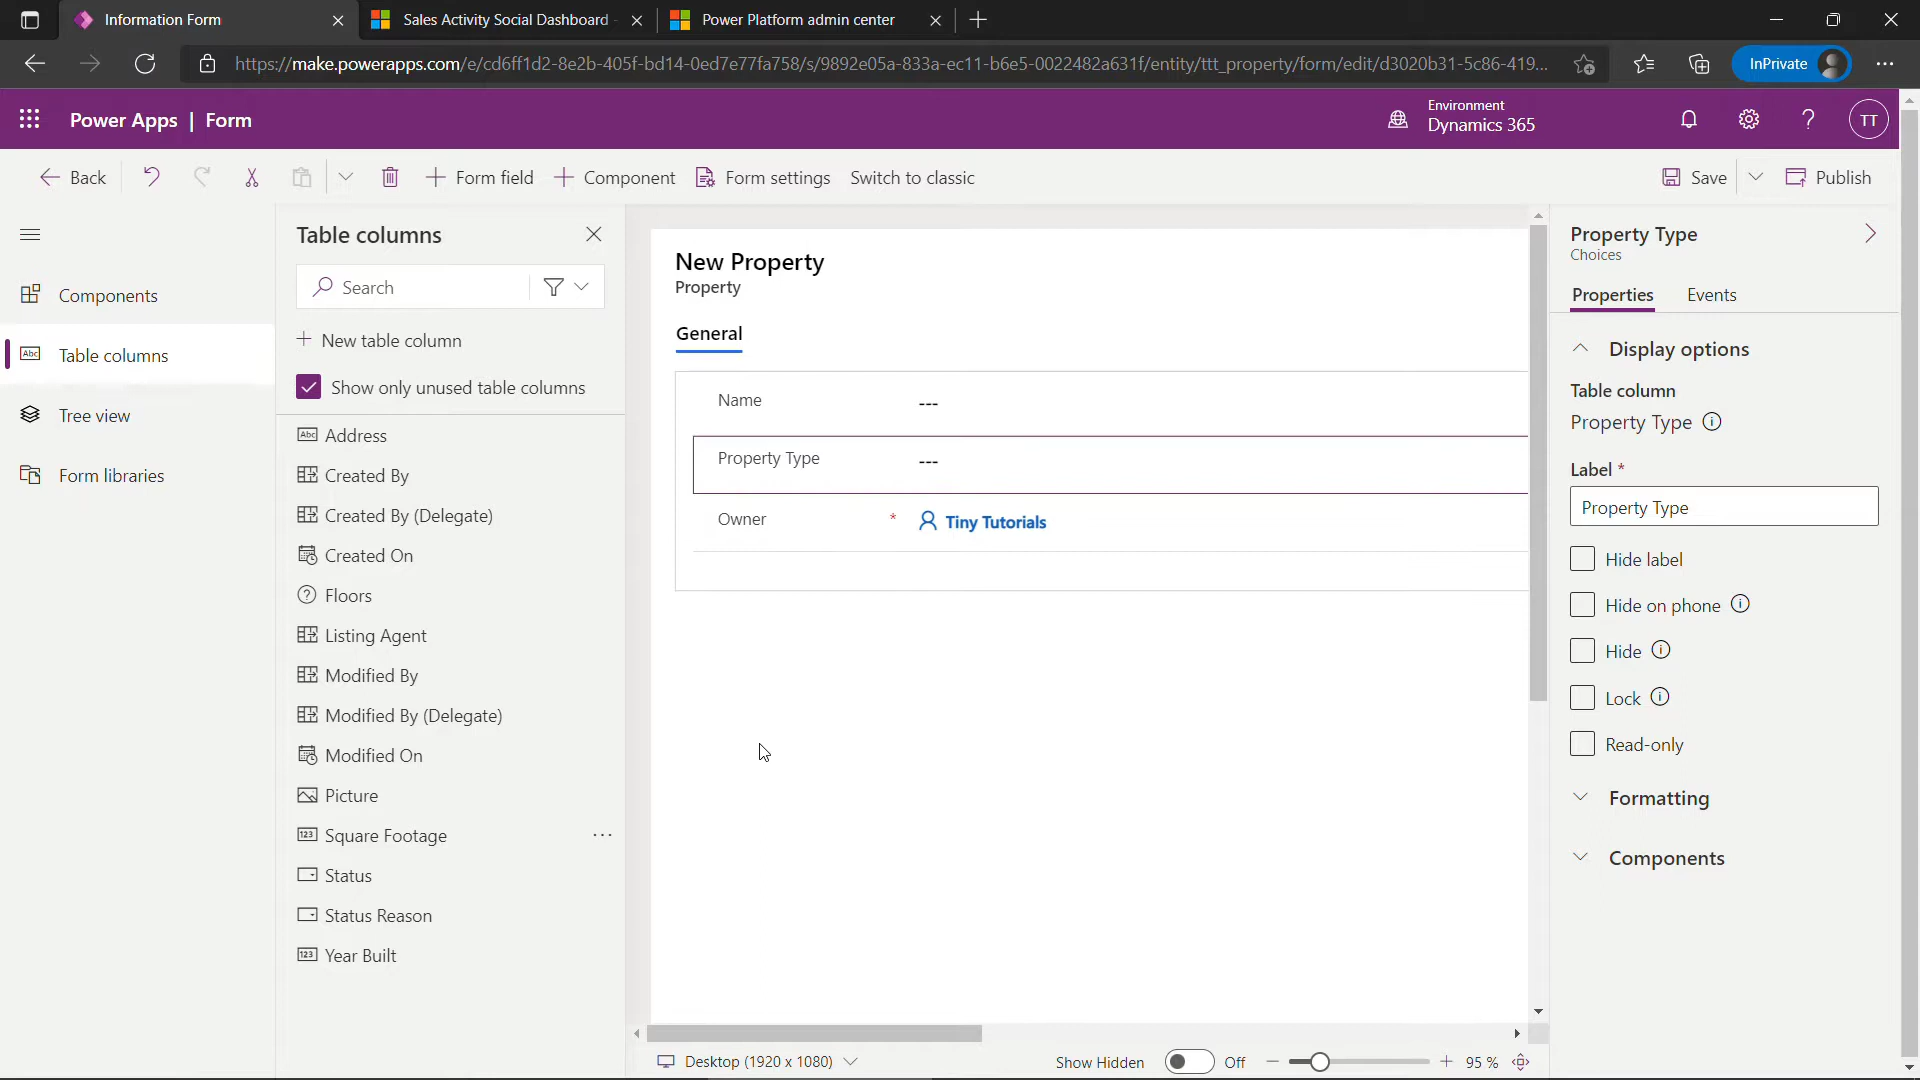 Information Form
Sales Activity Social Dashboard -
Power Platform admin center
https://make.powerapps.com/e/cd6ff1d2-8e2b-405f-bd14-0ed7e77fa758/s/9892e05a-833a-ec11-b6e5-0022482a631f/entity/ttt_property/form/edit/d3020b31-5c86-419...
InPrivate
Power Apps | Form
Environment
Dynamics 365
TT
Back
Form field
Component
Form settings
Switch to classic
Save
Publish
Components
Table columns
Tree view
Form libraries
Table columns
Search
New table column
Show only unused table columns
Abc Address
Created By
Created By (Delegate)
Created On
Floors
Listing Agent
Modified By
Modified By (Delegate)
Modified On
Picture
123 Square Footage ...
Status
Status Reason
123 Year Built
New Property
Property
General
Name ---
Property Type ---
Owner * Tiny Tutorials
Desktop (1920 x 1080)
Show Hidden Off
95 %
Property Type
Choices
Properties Events
Display options
Table column
Property Type
Label *
Property Type
Hide label
Hide on phone
Hide
Lock
Read-only
Formatting
Components